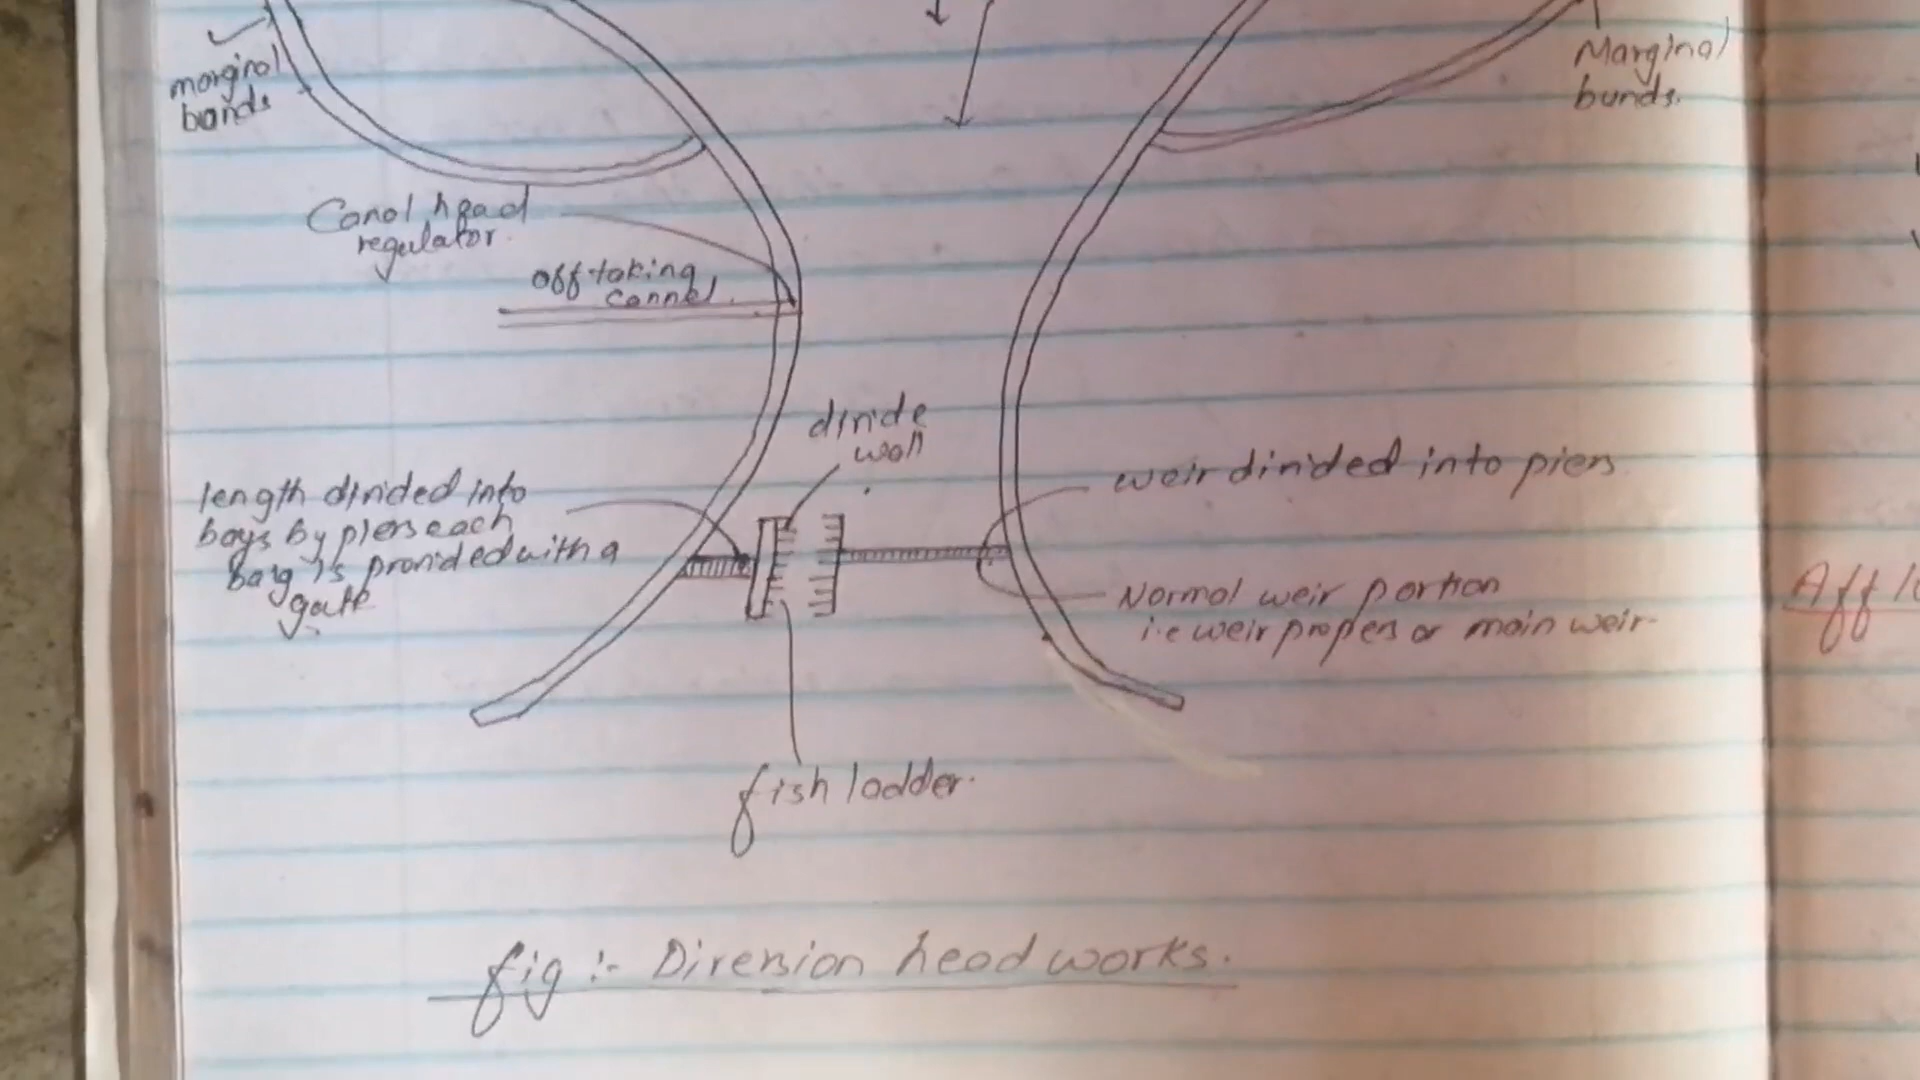 marginal
bands
Marginal
bunds.
Canal head
regulator.
off-taking
cannel.
divide
wall
length divided into
bays by piers each
bay is provided with a
gate
weir divided into piers
Normal weir portion
i.e weir propers or main weir.
fish ladder.
fig :- Diversion head works.